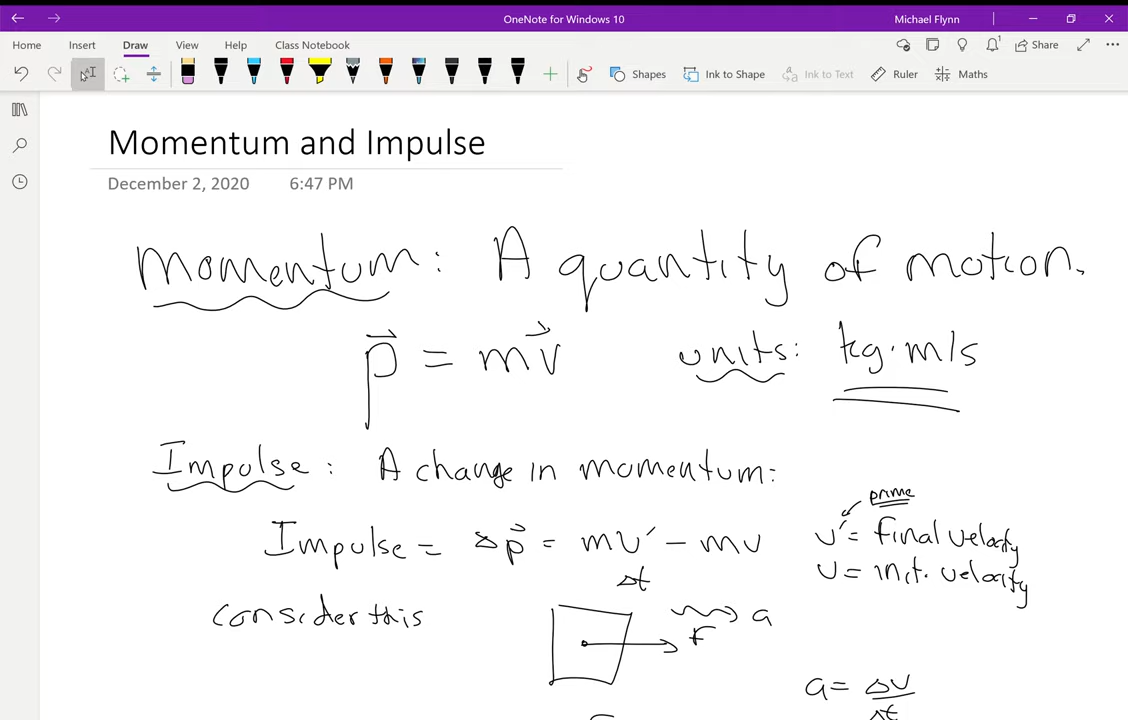 OneNote for Windows 10
Michael Flynn
Home Insert Draw View Help Class Notebook
Share
Shapes Ink to Shape Ink to Text Ruler Maths
Momentum and Impulse
December 2, 2020 6:47 PM
Momentum: A quantity of motion.
p⃗ = mv⃗ units: kg·m/s
Impulse: A change in momentum:
prime
Impulse = Δp⃗ = mv′ − mv v′ = final velocity
Δt v = init. velocity
consider this a
F
a = Δv
Δt